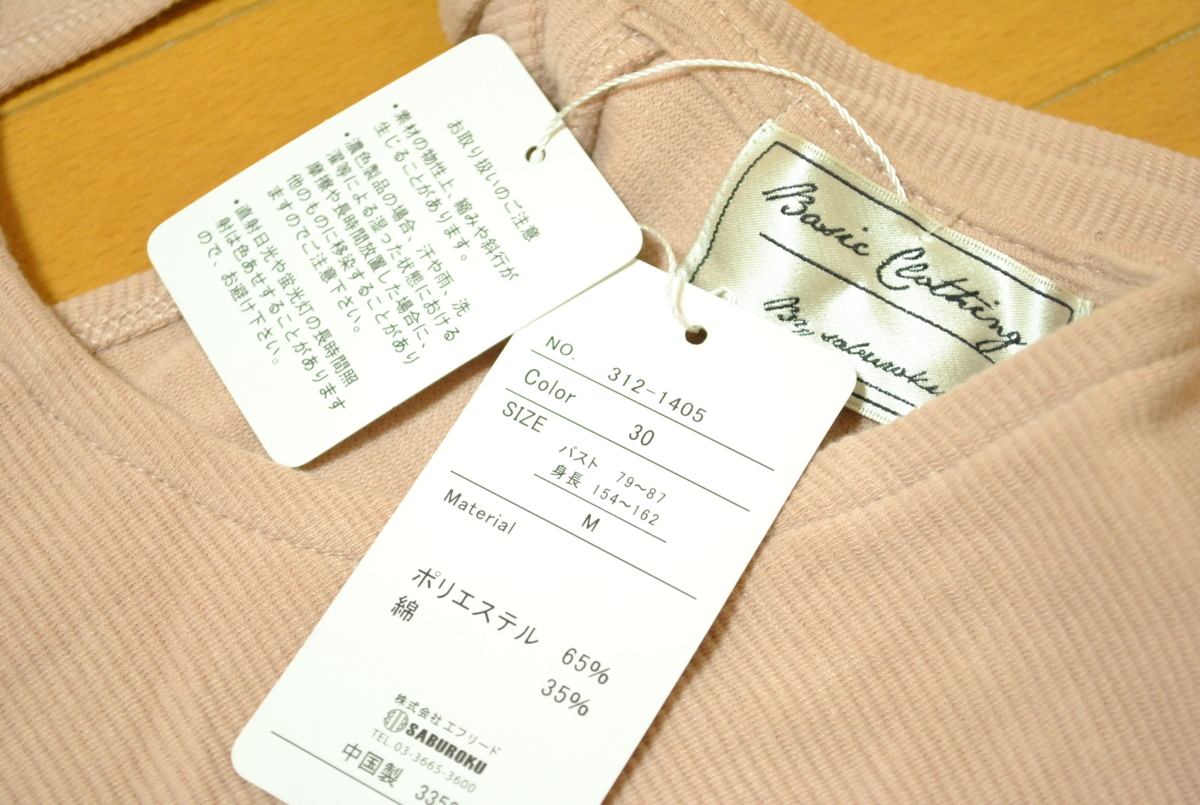 お取り扱いのご注意
・素材の物性上、縮みや斜行が
生じることがあります。
・濃色製品の場合、汗や雨、洗
濯等による湿った状態における
摩擦や長時間放置した場合に、
他のものに移染することがあり
ますのでご注意下さい。
・直射日光や蛍光灯の長時間照
射は色あせすることがあります
ので、お避け下さい。
Basic Clothing
By saburoku
NO. 312-1405
Color 30
SIZE
バスト 79～87
身長 154～162
M
Material
ポリエステル 65%
綿 35%
株式会社エフリード
SABUROKU
TEL.03-3665-3600
中国製 335